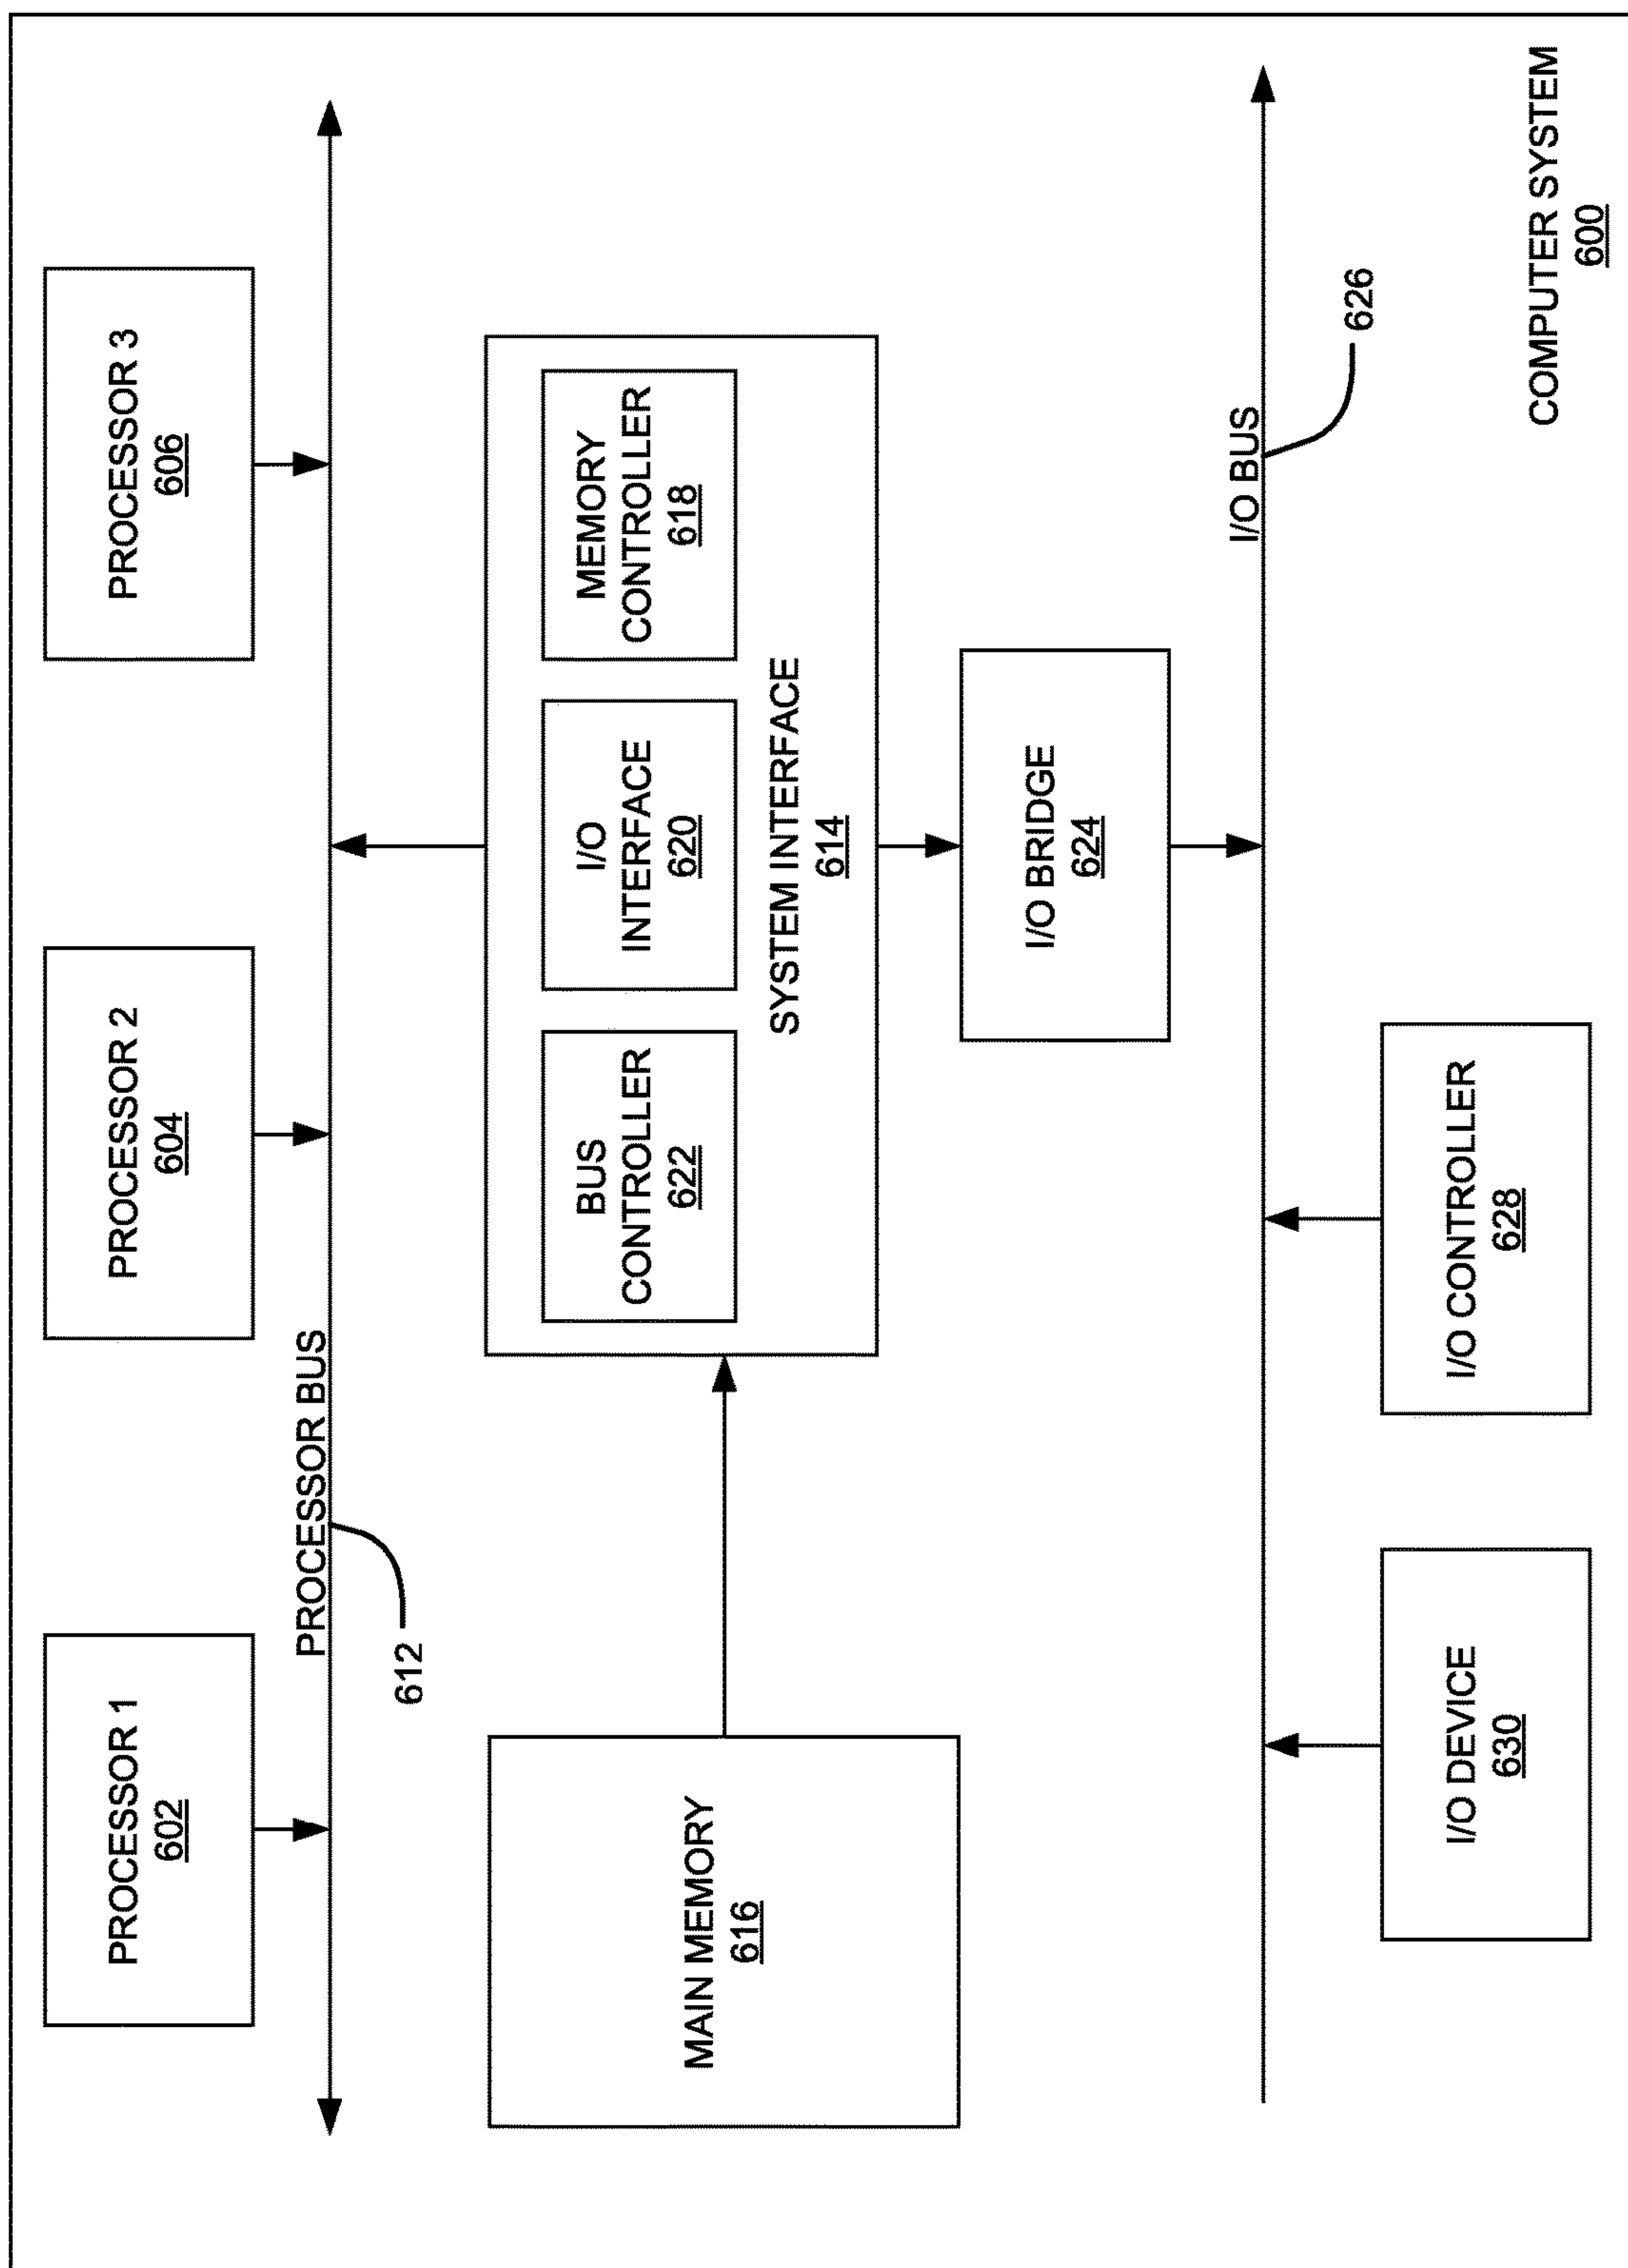 PROCESSOR 1
602
PROCESSOR 2
604
PROCESSOR 3
606
PROCESSOR BUS
612
MAIN MEMORY
616
BUS
CONTROLLER
622
I/O
INTERFACE
620
MEMORY
CONTROLLER
618
SYSTEM INTERFACE
614
I/O BRIDGE
624
I/O BUS
626
I/O DEVICE
630
I/O CONTROLLER
628
COMPUTER SYSTEM
600